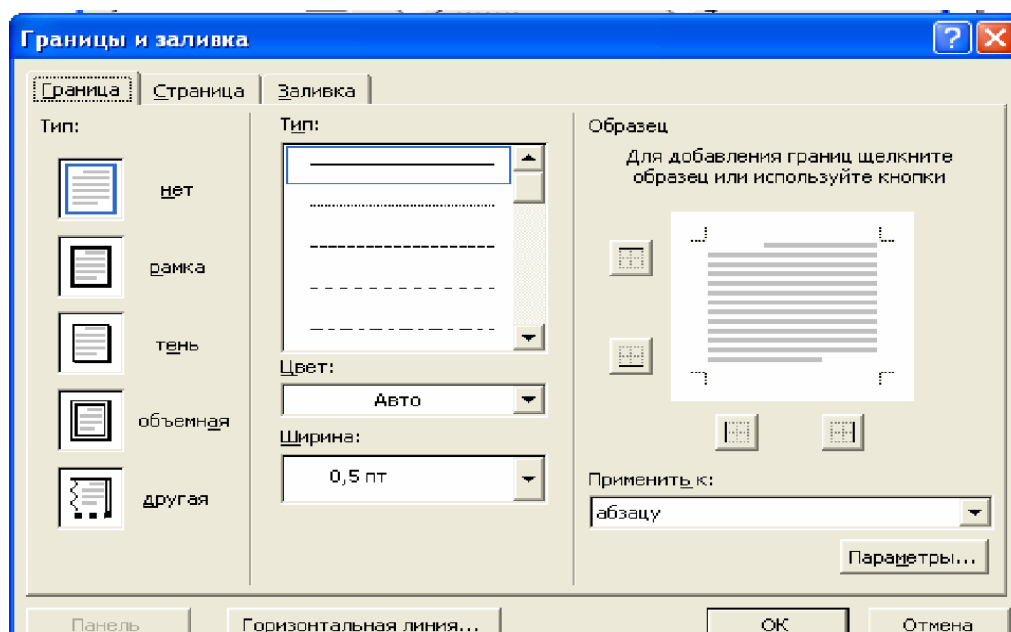 Границы и заливка
Граница
Страница
Заливка
Тип:
нет
рамка
тень
объемная
другая
Тип:
Цвет:
Авто
Ширина:
0,5 пт
Образец
Для добавления границ щелкните
образец или используйте кнопки
Применить к:
абзацу
Параметры...
Панель
Горизонтальная линия...
ОК
Отмена